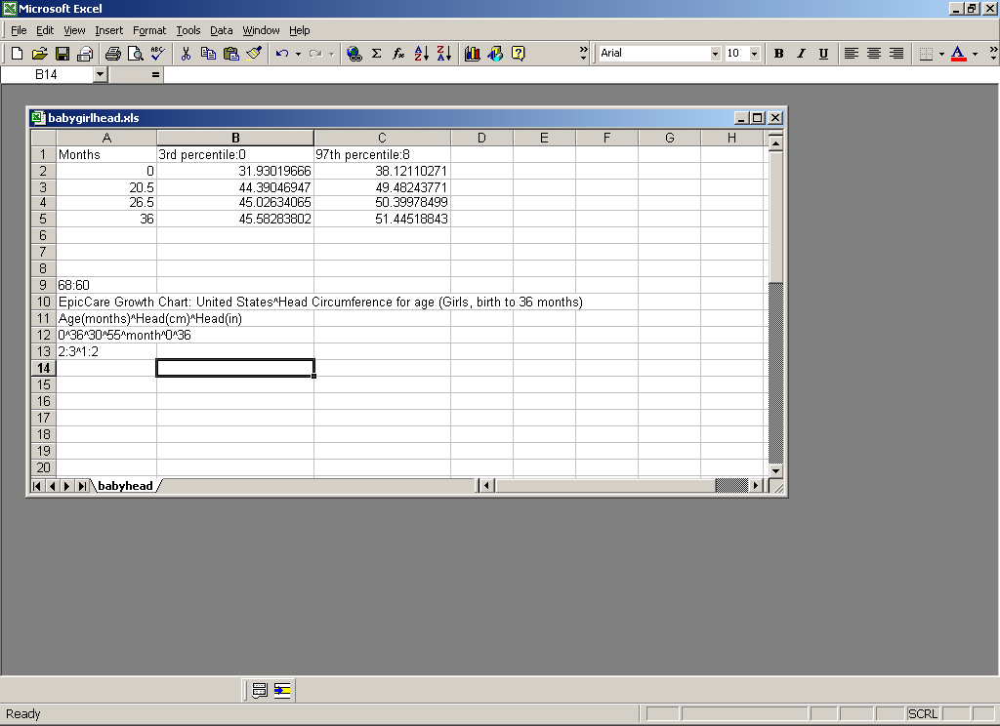 Microsoft Excel
File Edit View Insert Format Tools Data Window Help
ABC Σ fx A Z Z A ? » Arial 10 B I U A »
B14 =
babygirlhead.xls
A B C D E F G H
1 Months 3rd percentile:0 97th percentile:8
2 0 31.93019666 38.12110271
3 20.5 44.39046947 49.48243771
4 26.5 45.02634065 50.39978499
5 36 45.58283802 51.44518843
6
7
8
9 68:60
10 EpicCare Growth Chart: United States^Head Circumference for age (Girls, birth to 36 months)
11 Age(months)^Head(cm)^Head(in)
12 0^36^30^55^month^0^36
13 2:3^1:2
14
15
16
17
18
19
20
babyhead
Ready SCRL